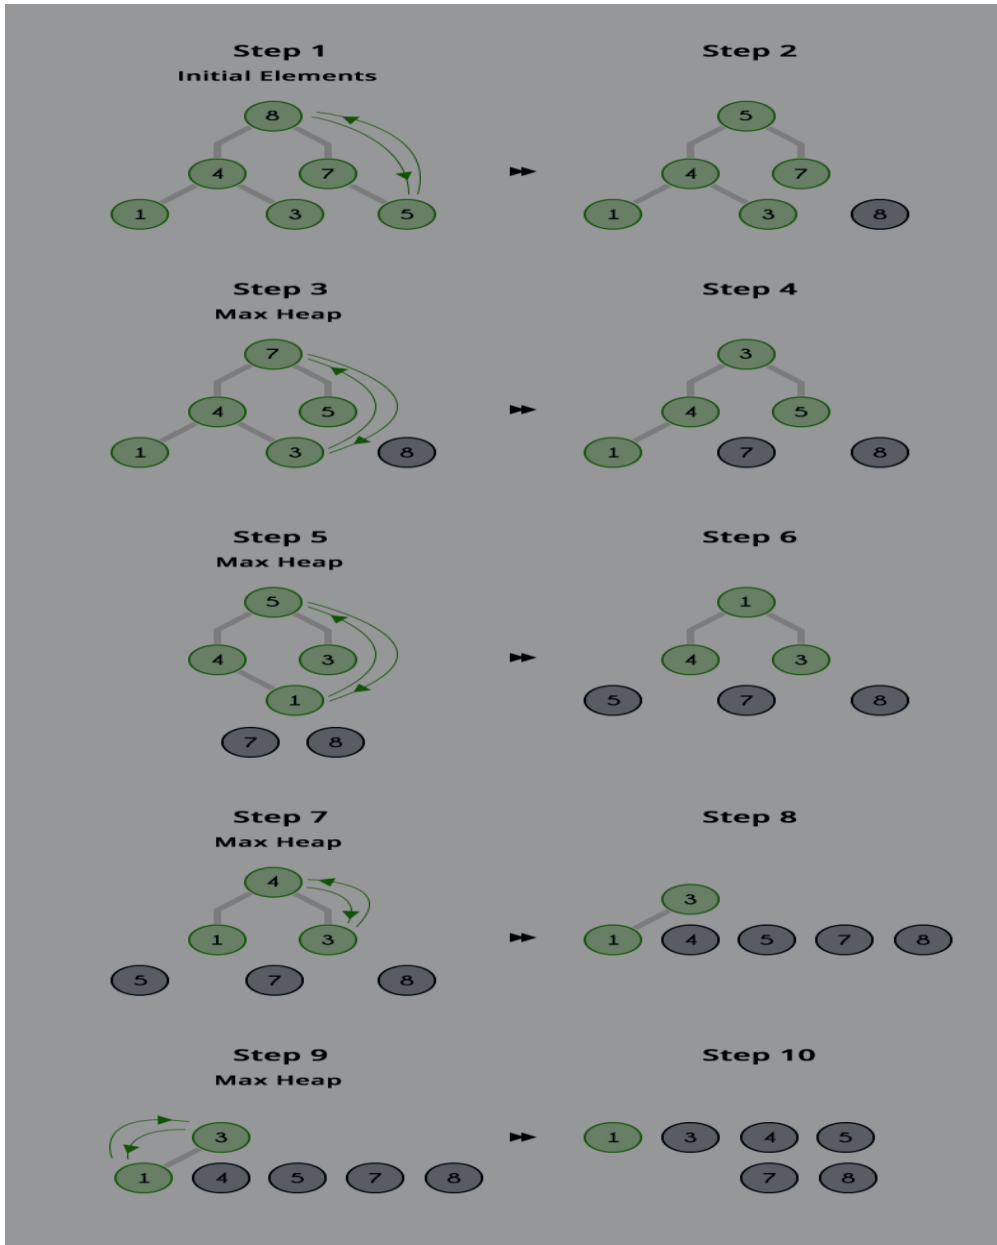 Step 1
Initial Elements
8
4 7
1 3 5
Step 2
5
4 7
1 3 8
Step 3
Max Heap
7
4 5
1 3 8
Step 4
3
4 5
1 7 8
Step 5
Max Heap
5
4 3
1
7 8
Step 6
1
4 3
5 7 8
Step 7
Max Heap
4
1 3
5 7 8
Step 8
3
1 4 5 7 8
Step 9
Max Heap
3
1 4 5 7 8
Step 10
1 3 4 5
7 8